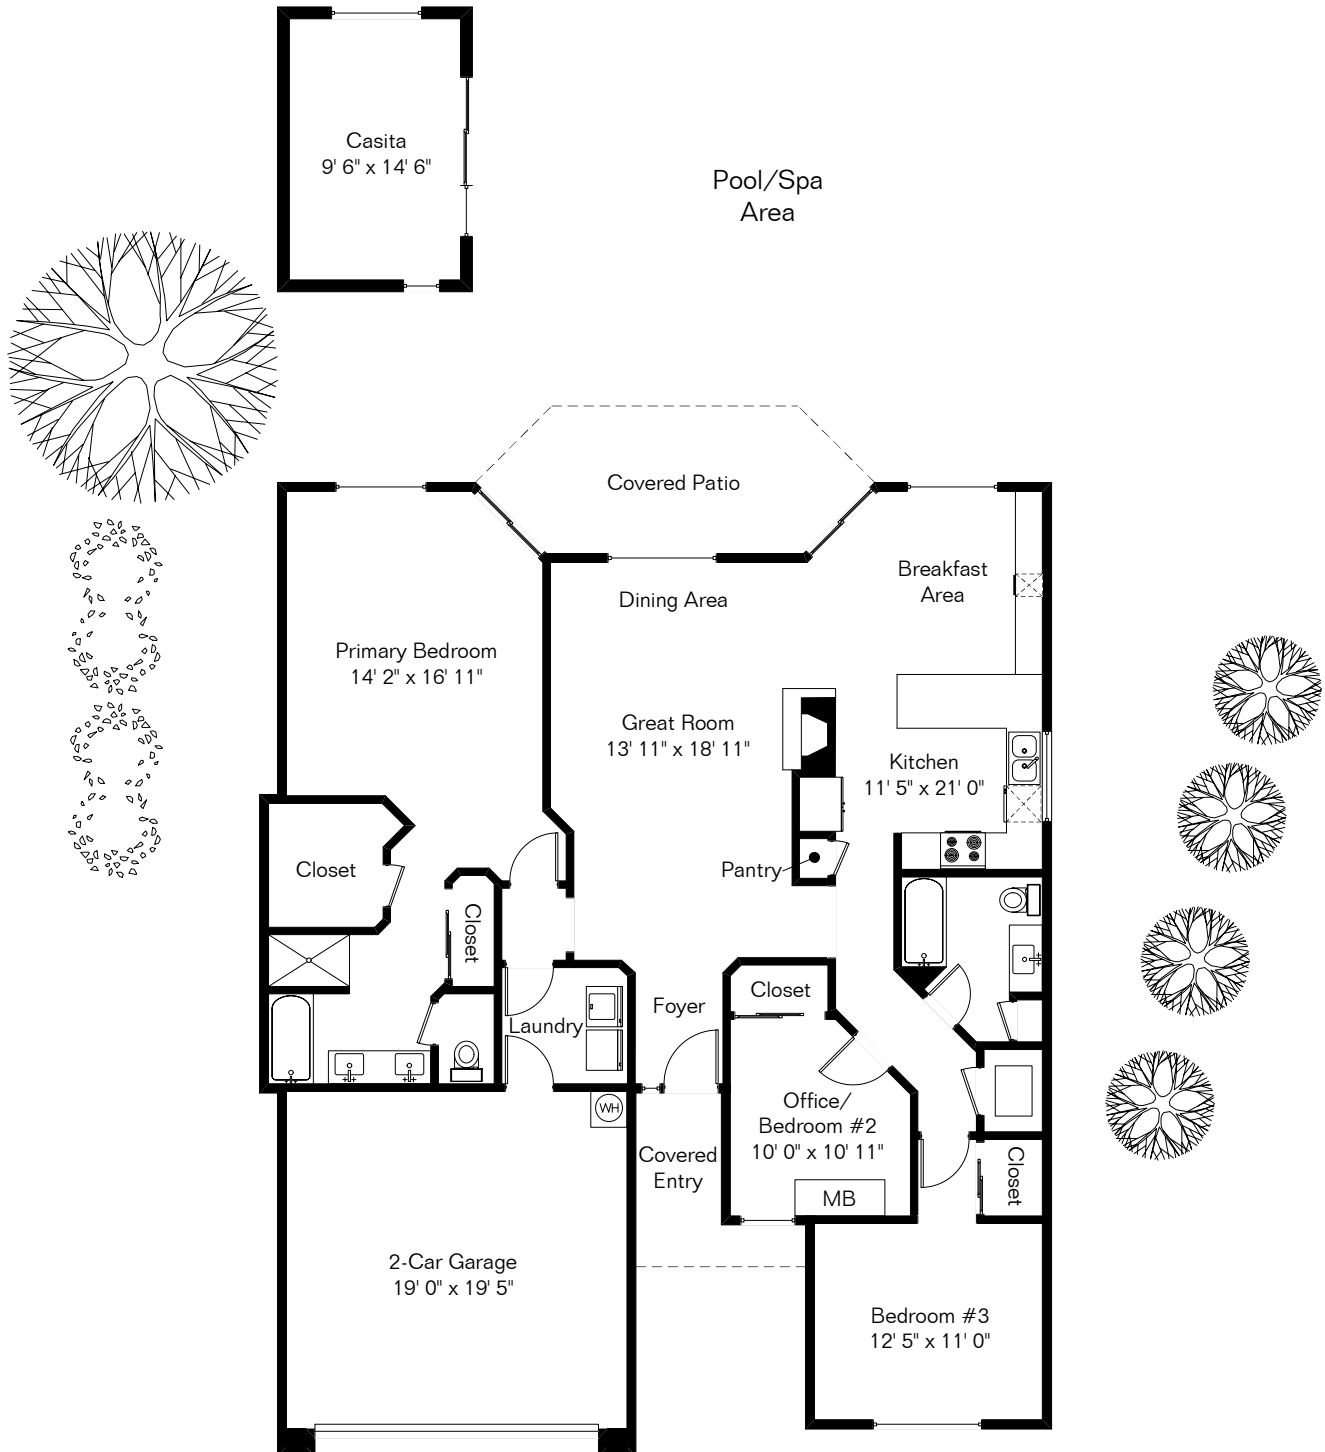 Casita
9' 6" x 14' 6"
Pool/Spa
Area
Covered Patio
Breakfast
Area
Dining Area
Primary Bedroom
14' 2" x 16' 11"
Great Room
13' 11" x 18' 11"
Kitchen
11' 5" x 21' 0"
Closet
Pantry
Closet
Closet
Foyer
Laundry
WH
Office/
Bedroom #2
10' 0" x 10' 11"
Covered
Entry
Closet
MB
2-Car Garage
19' 0" x 19' 5"
Bedroom #3
12' 5" x 11' 0"